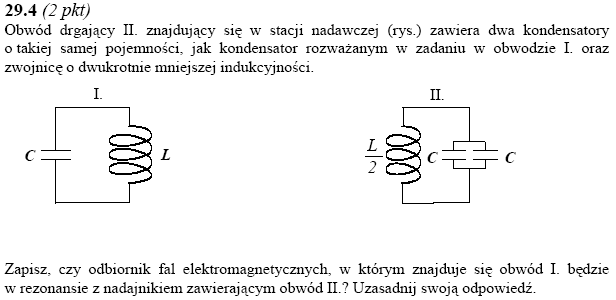 29.4 (2 pkt)
Obwód drgający II. znajdujący się w stacji nadawczej (rys.) zawiera dwa kondensatory
o takiej samej pojemności, jak kondensator rozważanym w zadaniu w obwodzie I. oraz
zwojnicę o dwukrotnie mniejszej indukcyjności.
I.
II.
C
L
L
2
C
C
Zapisz, czy odbiornik fal elektromagnetycznych, w którym znajduje się obwód I. będzie
w rezonansie z nadajnikiem zawierającym obwód II.? Uzasadnij swoją odpowiedź.